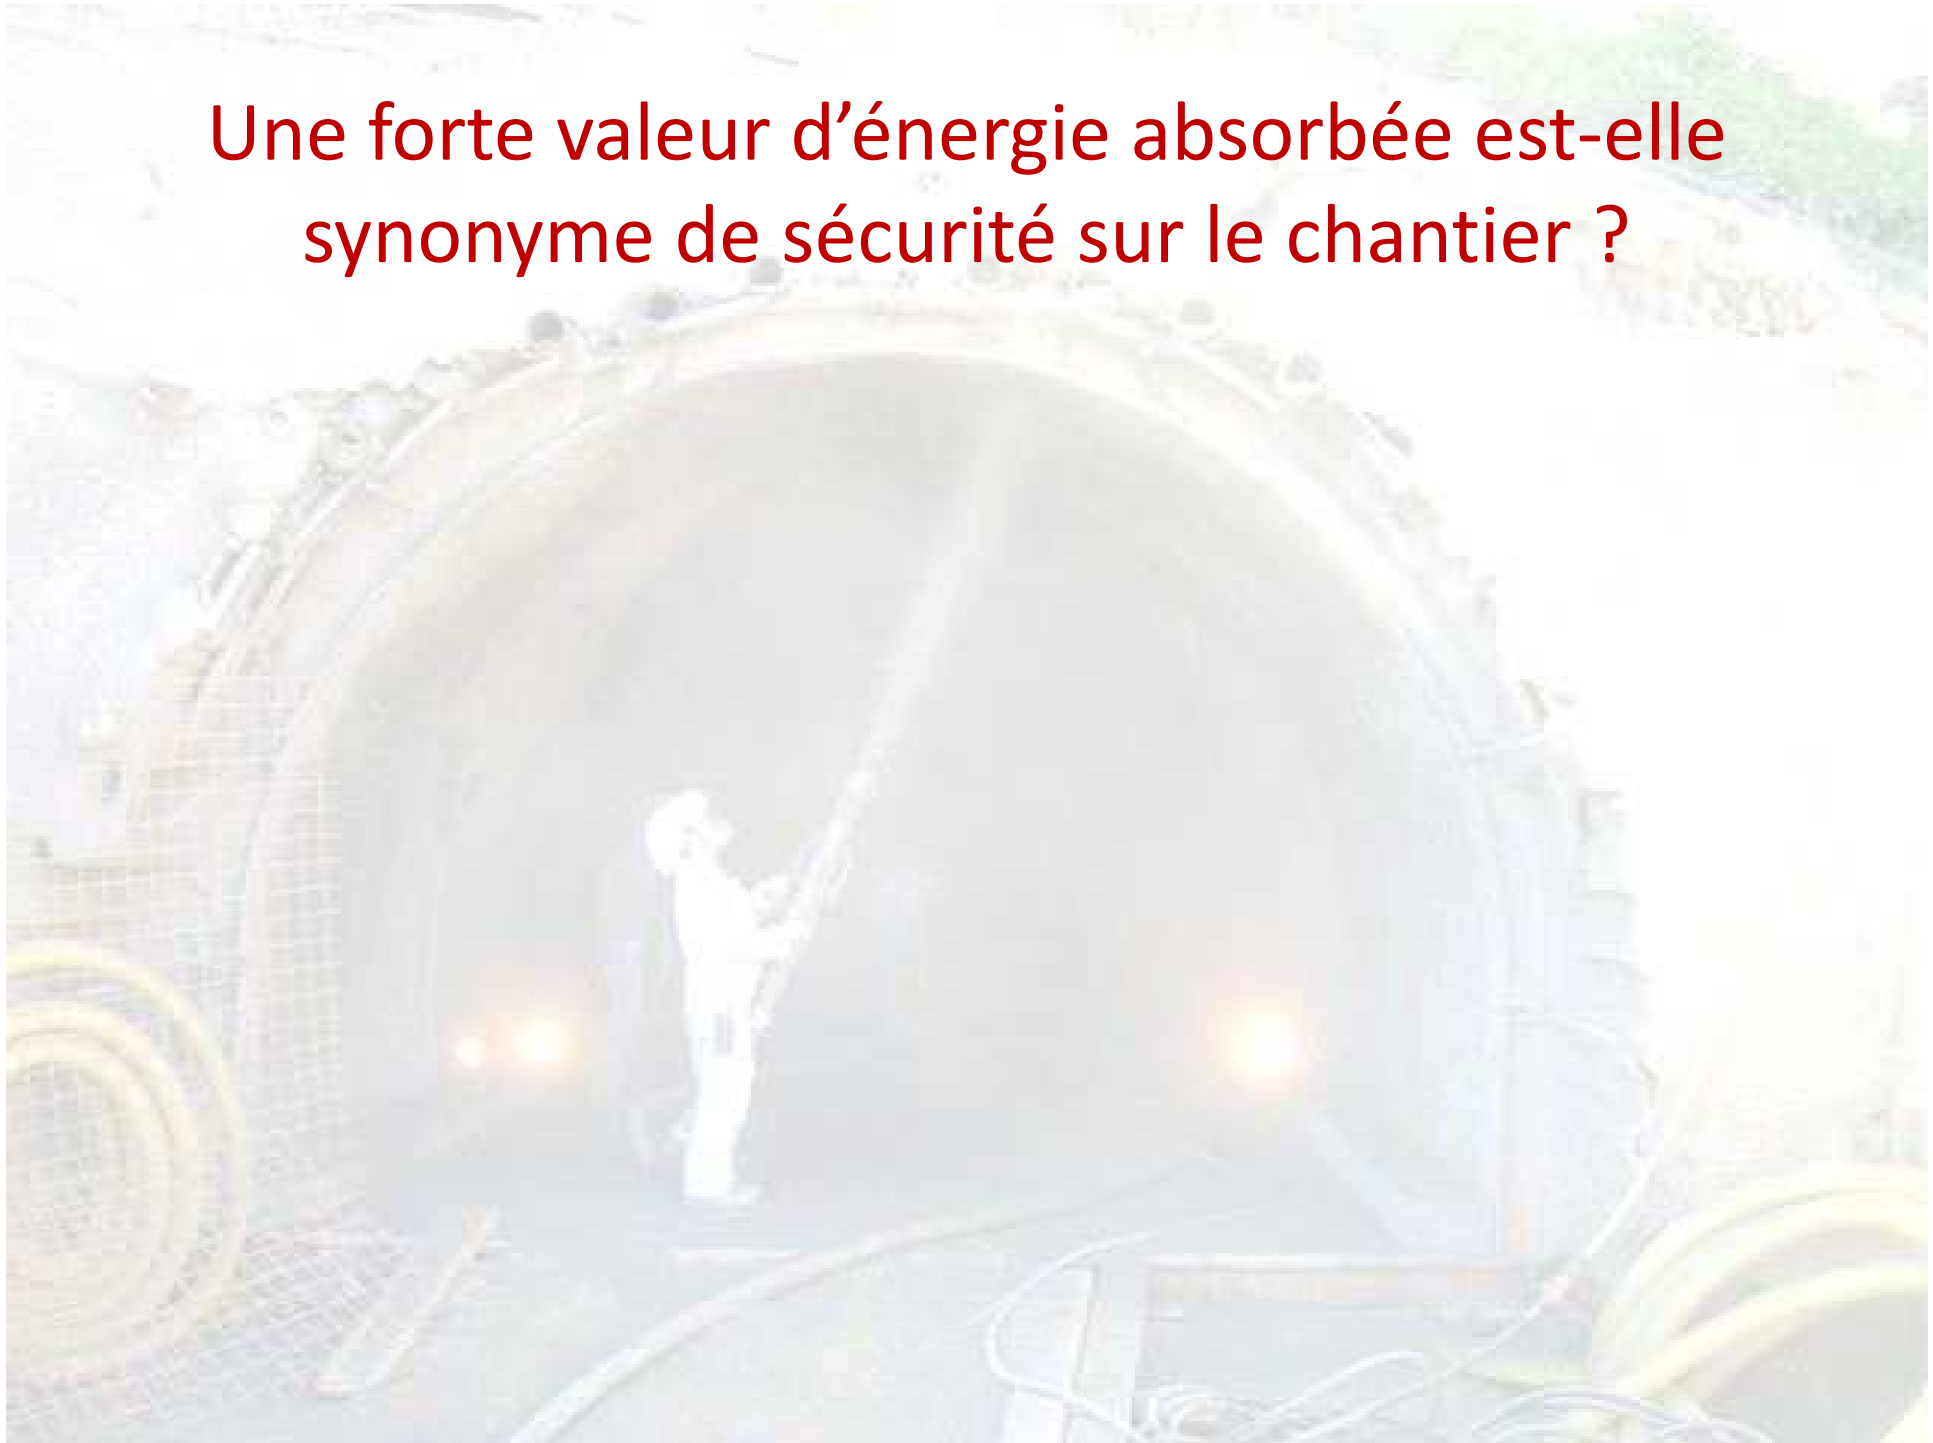 Une forte valeur d’énergie absorbée est-elle
synonyme de sécurité sur le chantier ?